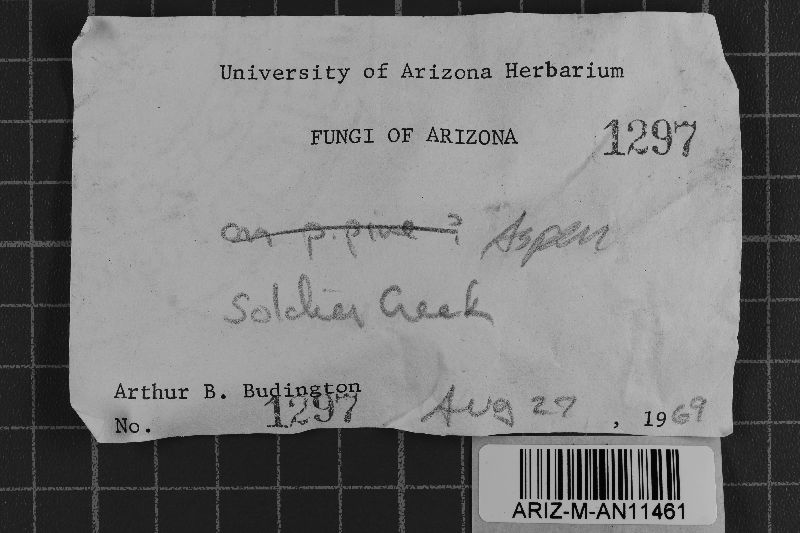 University of Arizona Herbarium
FUNGI OF ARIZONA 1297
on p. pine ? Aspen
Soldier Creek
Arthur B. Budington
No. 1297 Aug 27, 1969
ARIZ-M-AN11461